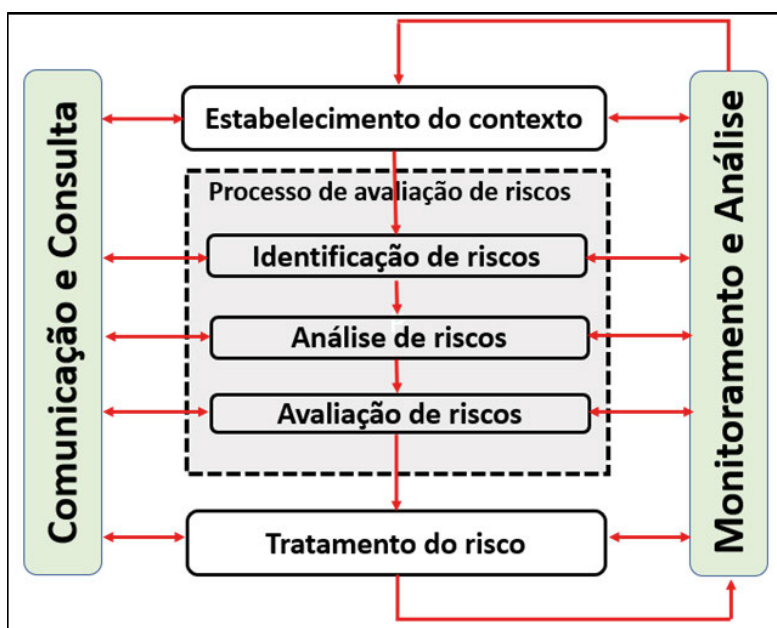 Comunicação e Consulta
Estabelecimento do contexto
Processo de avaliação de riscos
Identificação de riscos
Análise de riscos
Avaliação de riscos
Tratamento do risco
Monitoramento e Análise